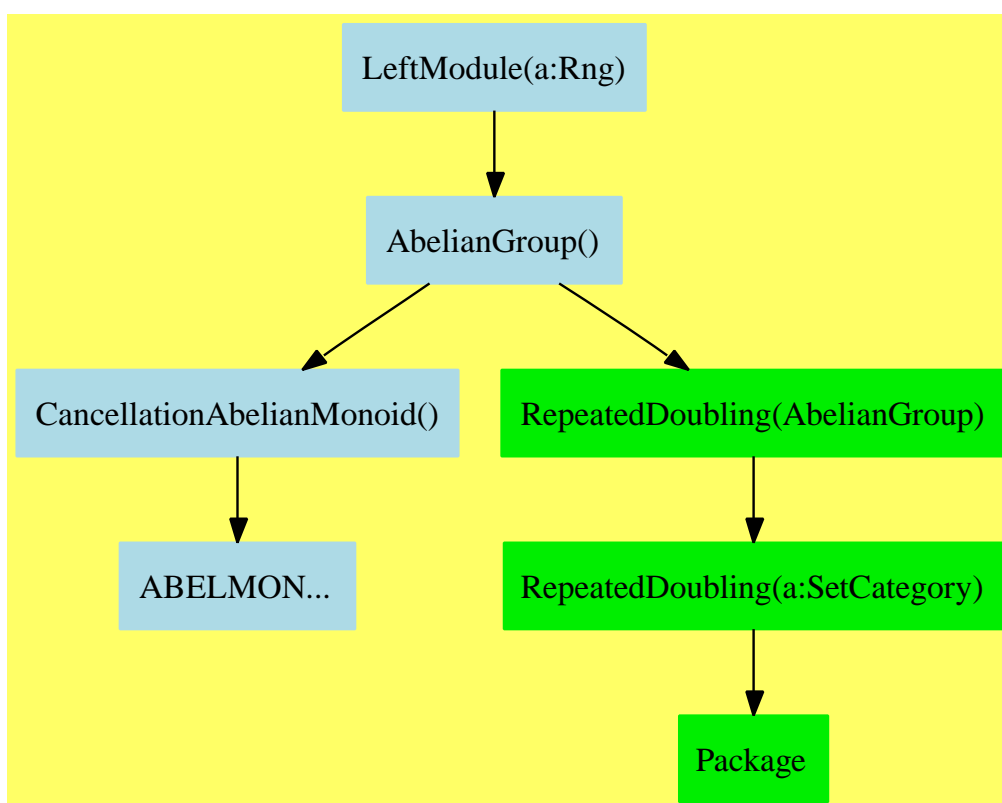 LeftModule(a:Rng)
AbelianGroup()
CancellationAbelianMonoid()
RepeatedDoubling(AbelianGroup)
ABELMON...
RepeatedDoubling(a:SetCategory)
Package